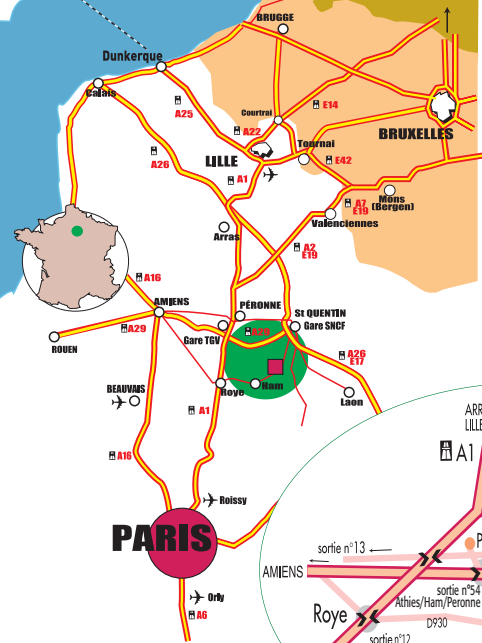 BRUGGE
Dunkerque
Calais
A25
E14
Courtrai
A22
BRUXELLES
Tournai
LILLE
A26
E42
A1
Mons
(Bergen)
A7
E19
Valenciennes
Arras
A2
E19
A16
AMIENS
PÉRONNE
St QUENTIN
Gare SNCF
A29
A29
Gare TGV
ROUEN
A26
E17
BEAUVAIS
Roye
Ham
Laon
A1
A16
Roissy
PARIS
Orly
A6
ARR
LILLE
A1 /
P
sortie n°13
AMIENS
sortie n°54
Athies/Ham/Peronne
Roye
D930
sortie n°12